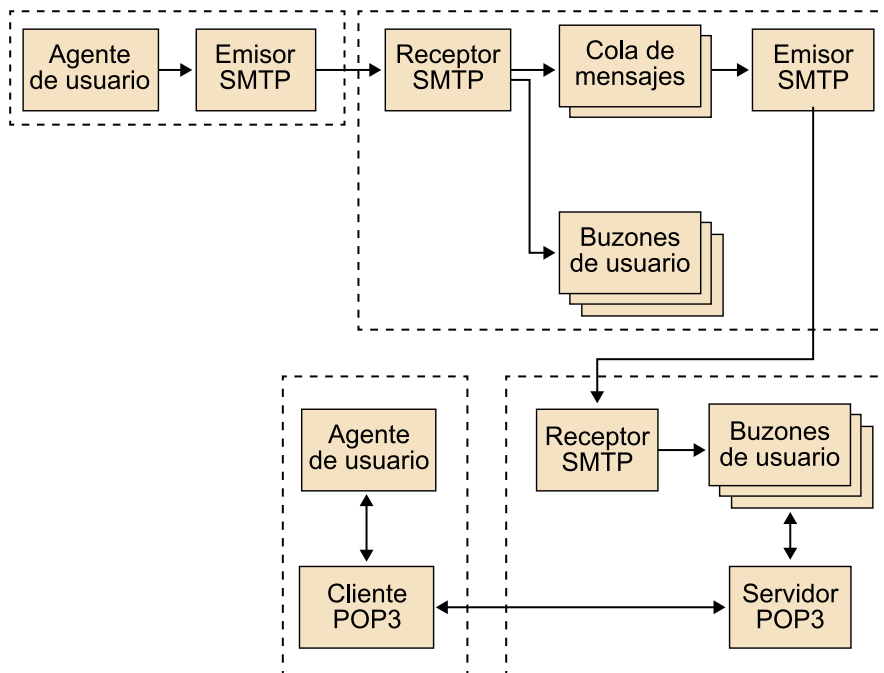 Agente
de usuario
Emisor
SMTP
Receptor
SMTP
Cola de
mensajes
Emisor
SMTP
Buzones
de usuario
Agente
de usuario
Receptor
SMTP
Buzones
de usuario
Cliente
POP3
Servidor
POP3